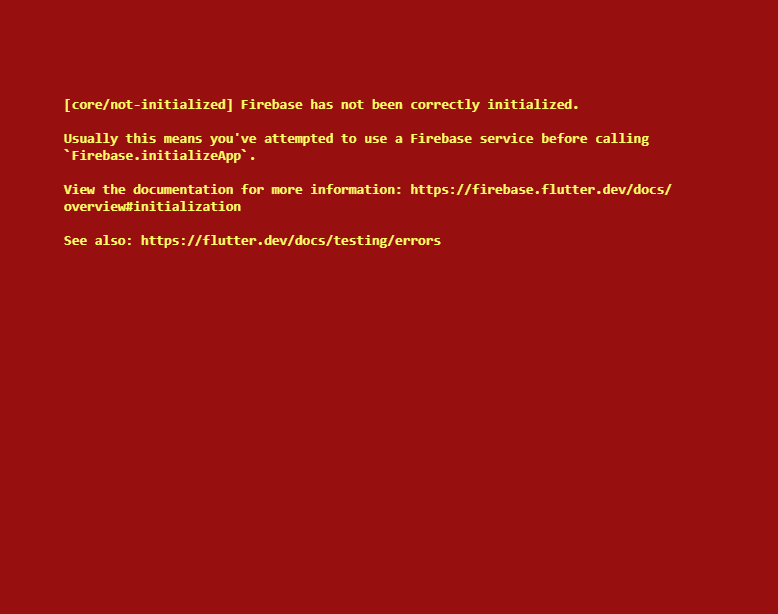 [core/not-initialized] Firebase has not been correctly initialized.
Usually this means you've attempted to use a Firebase service before calling
`Firebase.initializeApp`.
View the documentation for more information: https://firebase.flutter.dev/docs/
overview#initialization
See also: https://flutter.dev/docs/testing/errors